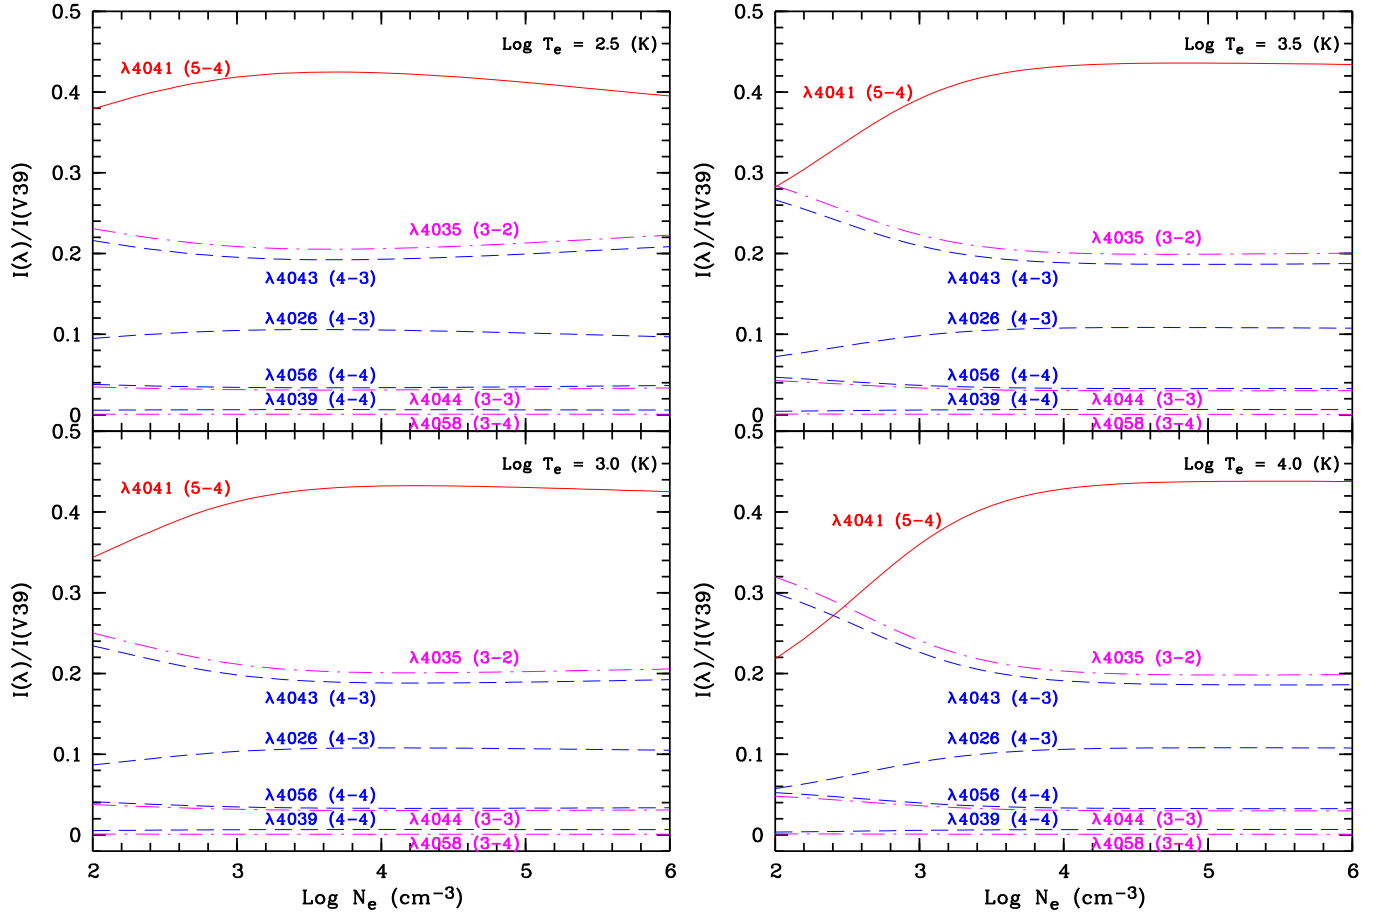 0.5
0.4
0.3
0.2
0.1
0
I(λ)/I(V39)
Log Tₑ = 2.5 (K)
λ4041 (5−4)
λ4035 (3−2)
λ4043 (4−3)
λ4026 (4−3)
λ4056 (4−4)
λ4039 (4−4)
λ4044 (3−3)
λ4058 (3−4)
0.5
0.4
0.3
0.2
0.1
0
I(λ)/I(V39)
Log Tₑ = 3.5 (K)
λ4041 (5−4)
λ4035 (3−2)
λ4043 (4−3)
λ4026 (4−3)
λ4056 (4−4)
λ4039 (4−4)
λ4044 (3−3)
λ4058 (3−4)
0.5
0.4
0.3
0.2
0.1
0
I(λ)/I(V39)
Log Tₑ = 3.0 (K)
λ4041 (5−4)
λ4035 (3−2)
λ4043 (4−3)
λ4026 (4−3)
λ4056 (4−4)
λ4039 (4−4)
λ4044 (3−3)
λ4058 (3−4)
2 3 4 5 6
Log Nₑ (cm⁻³)
0.5
0.4
0.3
0.2
0.1
0
I(λ)/I(V39)
Log Tₑ = 4.0 (K)
λ4041 (5−4)
λ4035 (3−2)
λ4043 (4−3)
λ4026 (4−3)
λ4056 (4−4)
λ4039 (4−4)
λ4044 (3−3)
λ4058 (3−4)
2 3 4 5 6
Log Nₑ (cm⁻³)